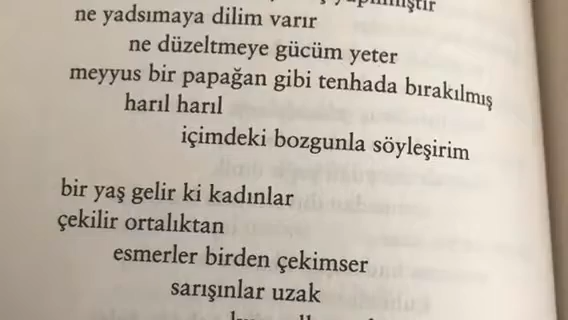 ne yadsımaya dilim varır
ne düzeltmeye gücüm yeter
meyyus bir papağan gibi tenhada bırakılmış
harıl harıl
içimdeki bozgunla söyleşirim
bir yaş gelir ki kadınlar
çekilir ortalıktan
esmerler birden çekimser
sarışınlar uzak